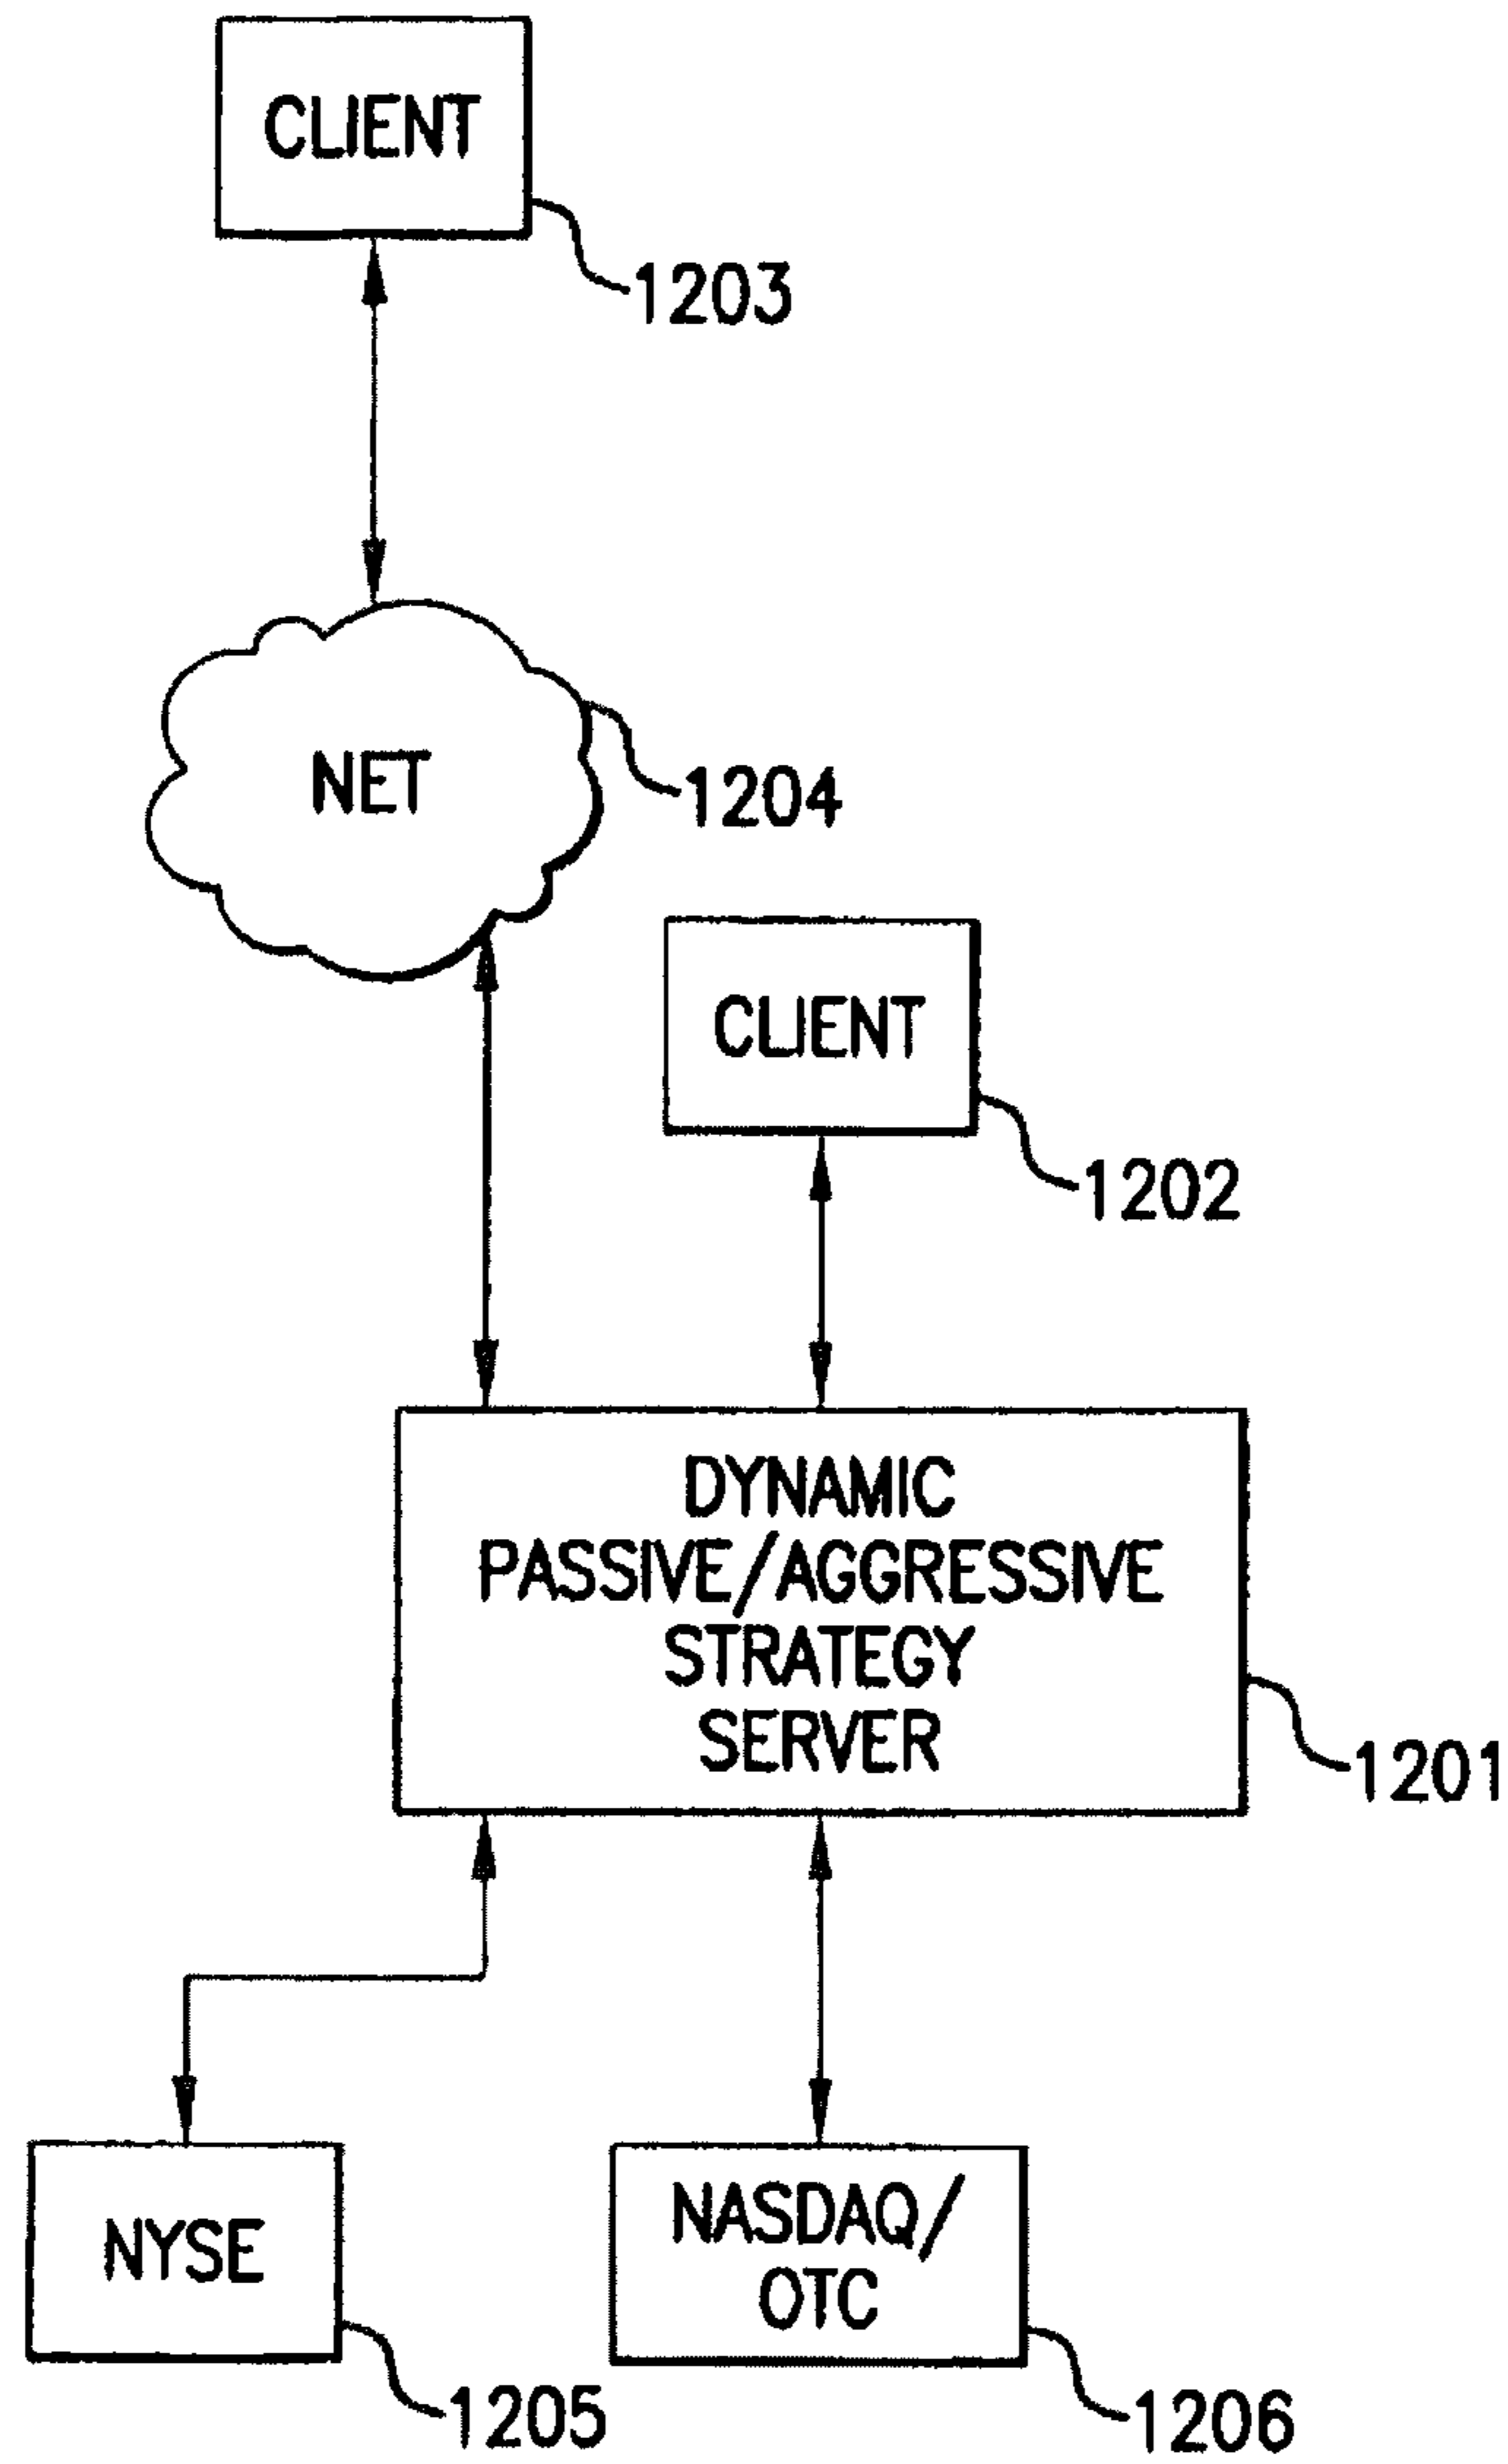 CLIENT
1203
NET
1204
CLIENT
1202
DYNAMIC
PASSIVE/AGGRESSIVE
STRATEGY
SERVER
1201
NYSE
1205
NASDAQ/
OTC
1206